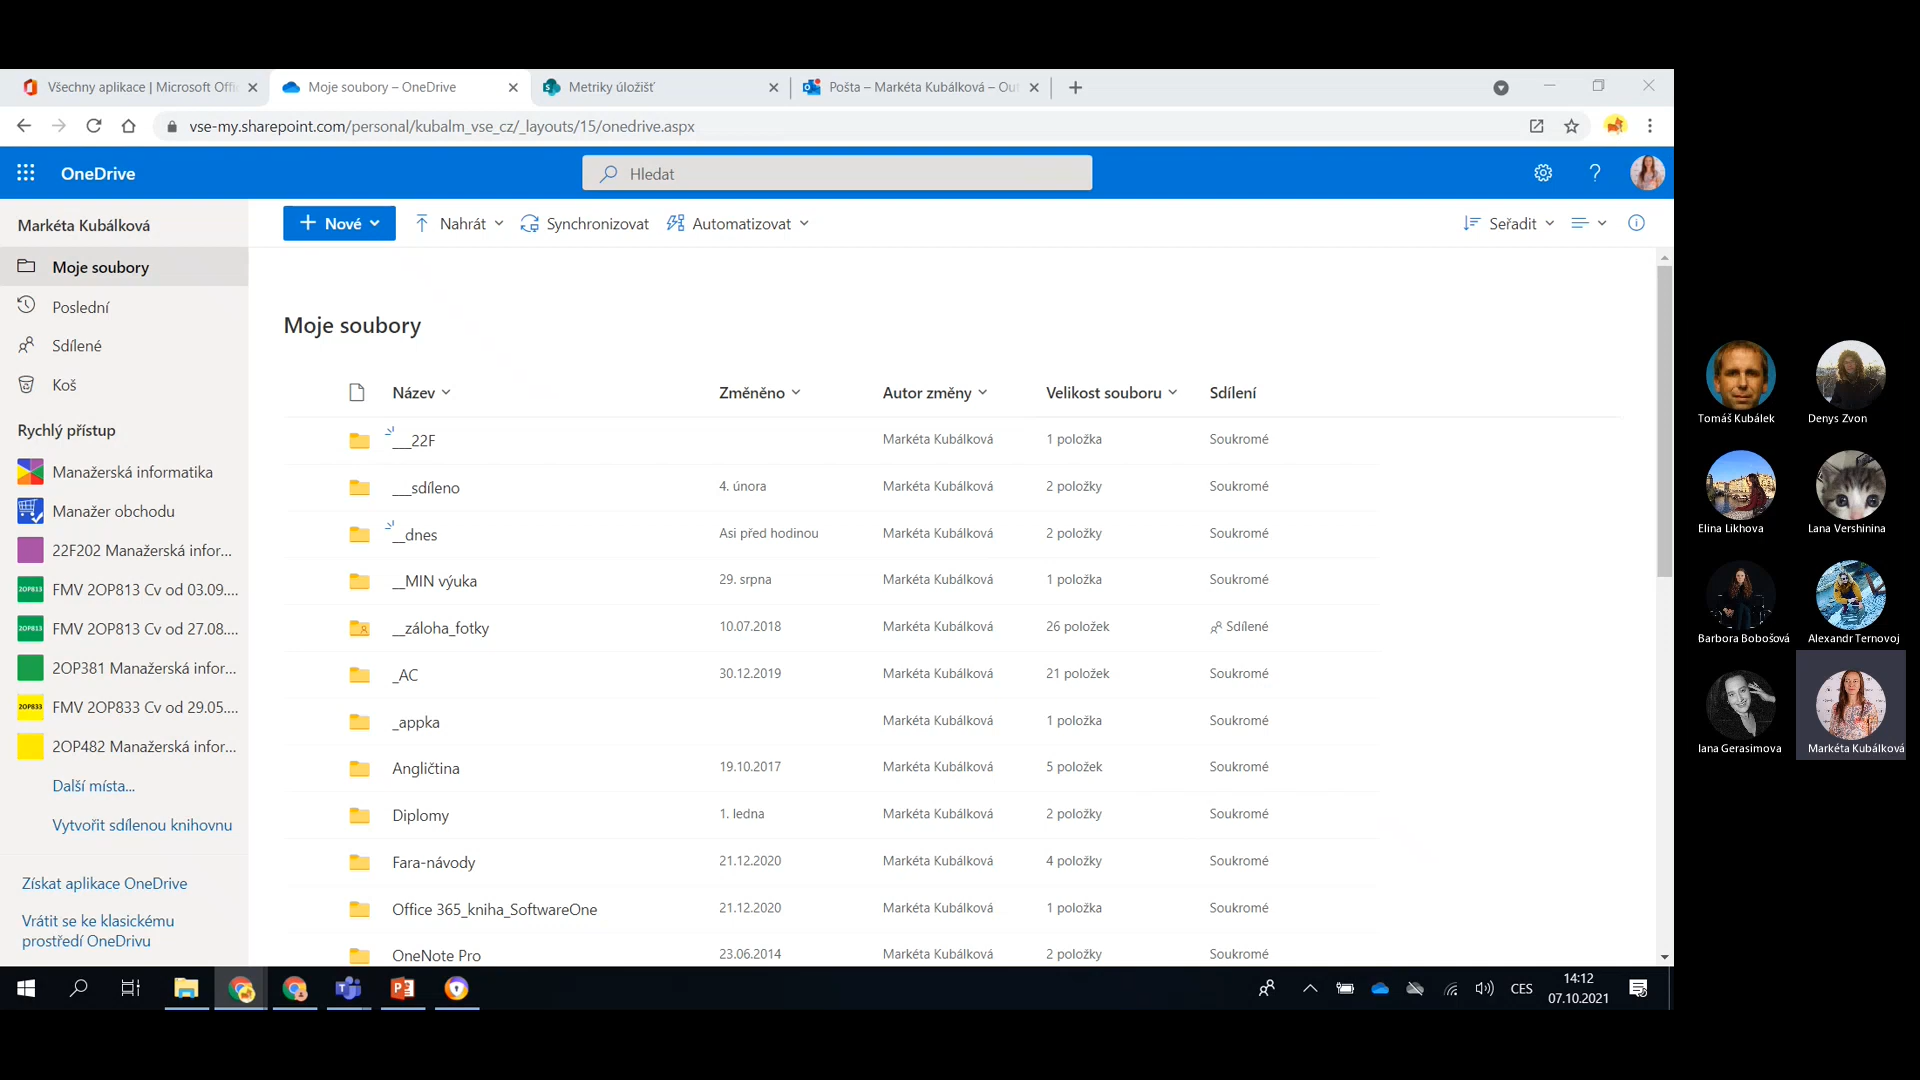 Všechny aplikace | Microsoft Offi
Moje soubory – OneDrive
Metriky úložišť
Pošta – Markéta Kubálková – Out
vse-my.sharepoint.com/personal/kubalm_vse_cz/_layouts/15/onedrive.aspx
OneDrive
Hledat
Markéta Kubálková
Nové
Nahrát
Synchronizovat
Automatizovat
Seřadit
Moje soubory
Poslední
Sdílené
Koš
Rychlý přístup
Manažerská informatika
Manažer obchodu
22F202 Manažerská infor...
2OP813 FMV 2OP813 Cv od 03.09....
2OP813 FMV 2OP813 Cv od 27.08....
2OP381 Manažerská infor...
2OP833 FMV 2OP833 Cv od 29.05....
2OP482 Manažerská infor...
Další místa...
Vytvořit sdílenou knihovnu
Získat aplikace OneDrive
Vrátit se ke klasickému
prostředí OneDrivu
Moje soubory
Název Změněno Autor změny Velikost souboru Sdílení
___22F Markéta Kubálková 1 položka Soukromé
___sdíleno 4. února Markéta Kubálková 2 položky Soukromé
__dnes Asi před hodinou Markéta Kubálková 2 položky Soukromé
__MIN výuka 29. srpna Markéta Kubálková 1 položka Soukromé
__záloha_fotky 10.07.2018 Markéta Kubálková 26 položek Sdílené
_AC 30.12.2019 Markéta Kubálková 21 položek Soukromé
_appka Markéta Kubálková 1 položka Soukromé
Angličtina 19.10.2017 Markéta Kubálková 5 položek Soukromé
Diplomy 1. ledna Markéta Kubálková 2 položky Soukromé
Fara-návody 21.12.2020 Markéta Kubálková 4 položky Soukromé
Office 365_kniha_SoftwareOne 21.12.2020 Markéta Kubálková 1 položka Soukromé
OneNote Pro 23.06.2014 Markéta Kubálková 2 položky Soukromé
Tomáš Kubálek
Denys Zvon
Elina Likhova
Lana Vershinina
Barbora Bobošová
Alexandr Ternovoj
Iana Gerasimova
Markéta Kubálková
CES
14:12
07.10.2021